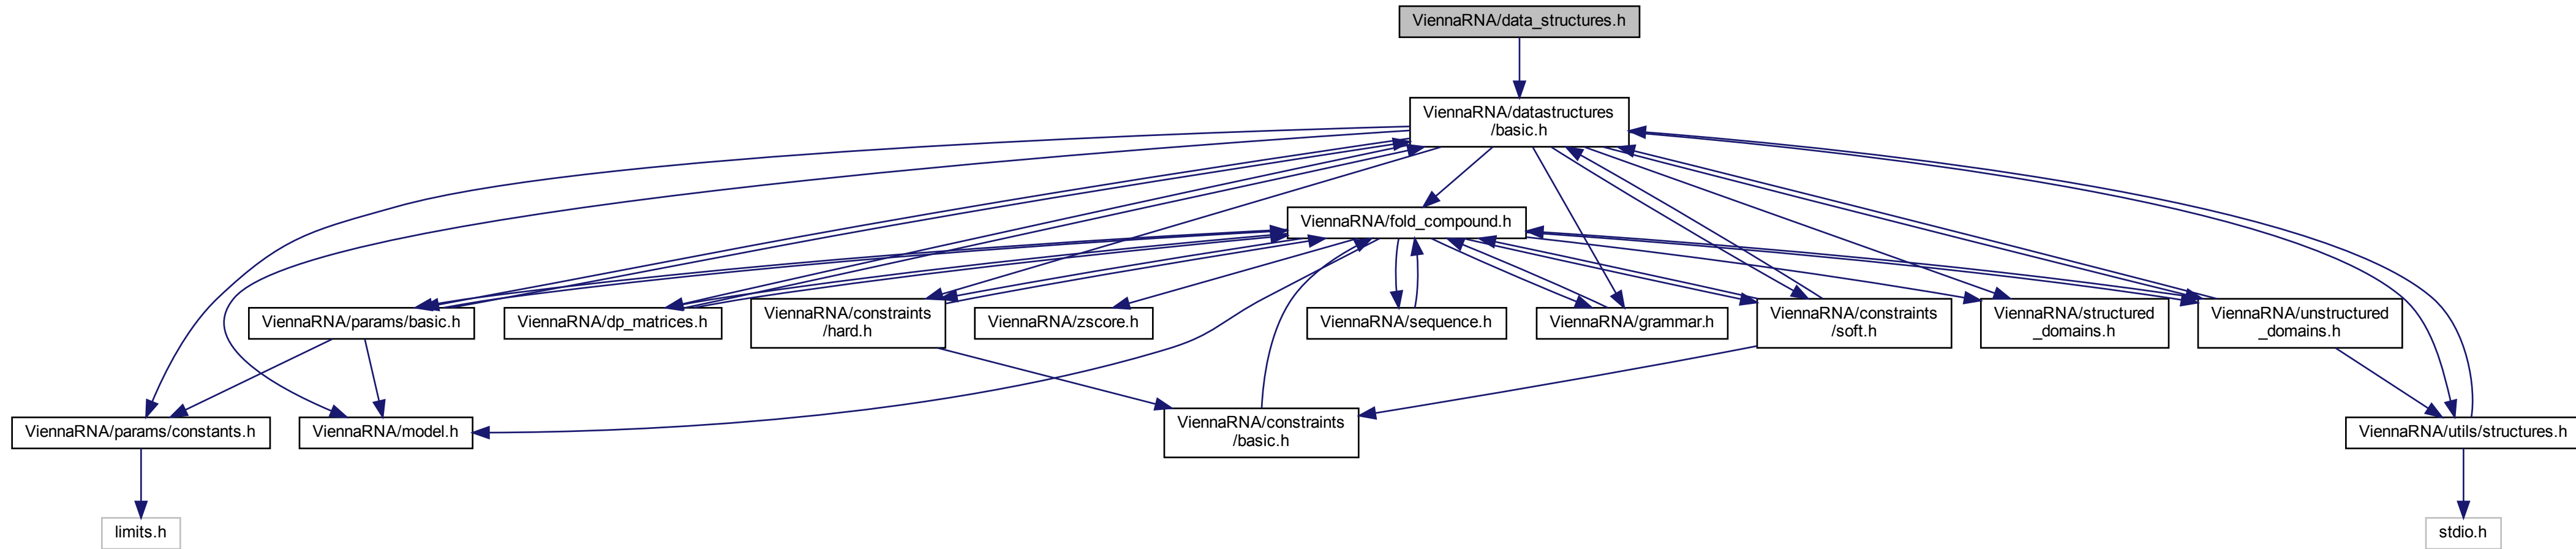 ViennaRNA/data_structures.h
ViennaRNA/datastructures
/basic.h
ViennaRNA/fold_compound.h
ViennaRNA/params/basic.h
ViennaRNA/dp_matrices.h
ViennaRNA/constraints
/hard.h
ViennaRNA/zscore.h
ViennaRNA/sequence.h
ViennaRNA/grammar.h
ViennaRNA/constraints
/soft.h
ViennaRNA/structured
_domains.h
ViennaRNA/unstructured
_domains.h
ViennaRNA/params/constants.h
ViennaRNA/model.h
ViennaRNA/constraints
/basic.h
ViennaRNA/utils/structures.h
limits.h
stdio.h